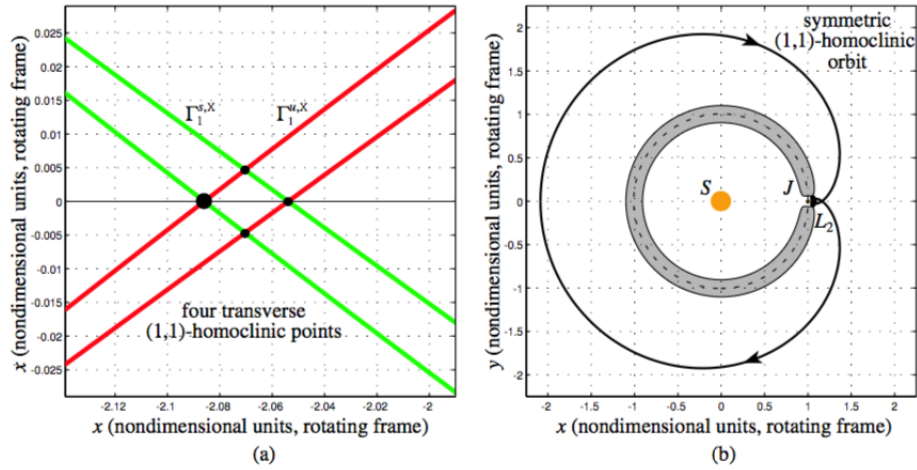 0.025
0.02
0.015
0.01
0.005
0
-0.005
-0.01
-0.015
-0.02
-0.025
ẋ (nondimensional units, rotating frame)
Γ₁ˢ,ˣ
Γ₁ᵘ,ˣ
four transverse
(1,1)-homoclinic points
-2.12 -2.1 -2.08 -2.06 -2.04 -2.02 -2
x (nondimensional units, rotating frame)
(a)
2
1.5
1
0.5
0
-0.5
-1
-1.5
-2
y (nondimensional units, rotating frame)
symmetric
(1,1)-homoclinic
orbit
S
J
L₂
-2 -1.5 -1 -0.5 0 0.5 1 1.5 2
x (nondimensional units, rotating frame)
(b)